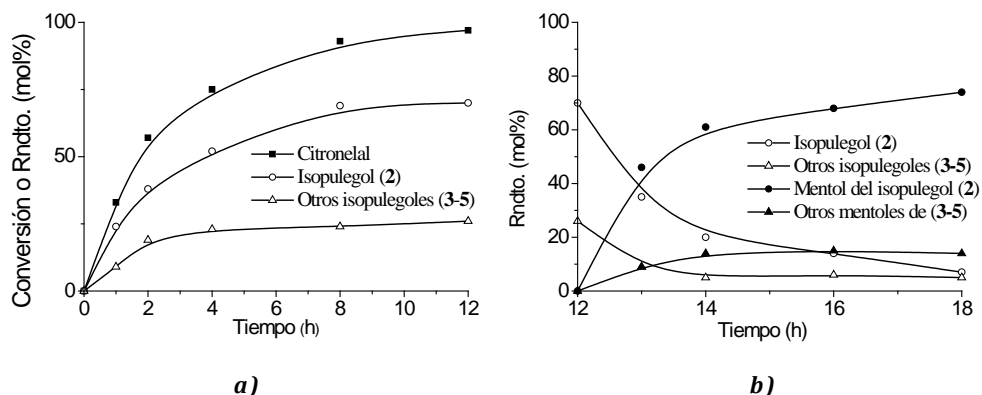 100
50
0
Conversión o Rndto. (mol%)
Citronelal
Isopulegol (2)
Otros isopulegoles (3-5)
0 2 4 6 8 10 12
Tiempo (h)
a)
100
80
60
40
20
0
Rndto. (mol%)
Isopulegol (2)
Otros isopulegoles (3-5)
Mentol del isopulegol (2)
Otros mentoles de (3-5)
12 14 16 18
Tiempo (h)
b)